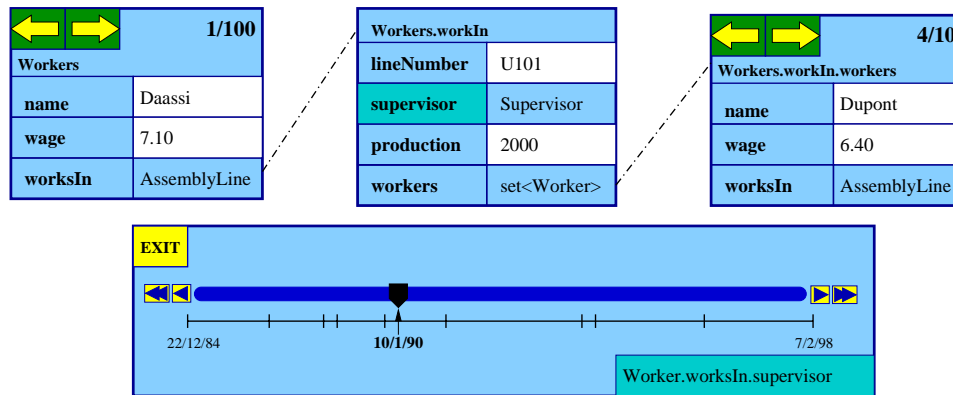 1/100
Workers
name Daassi
wage 7.10
worksIn AssemblyLine
Workers.workIn
lineNumber U101
supervisor Supervisor
production 2000
workers set<Worker>
4/10
Workers.workIn.workers
name Dupont
wage 6.40
worksIn AssemblyLine
EXIT
22/12/84 10/1/90 7/2/98
Worker.worksIn.supervisor